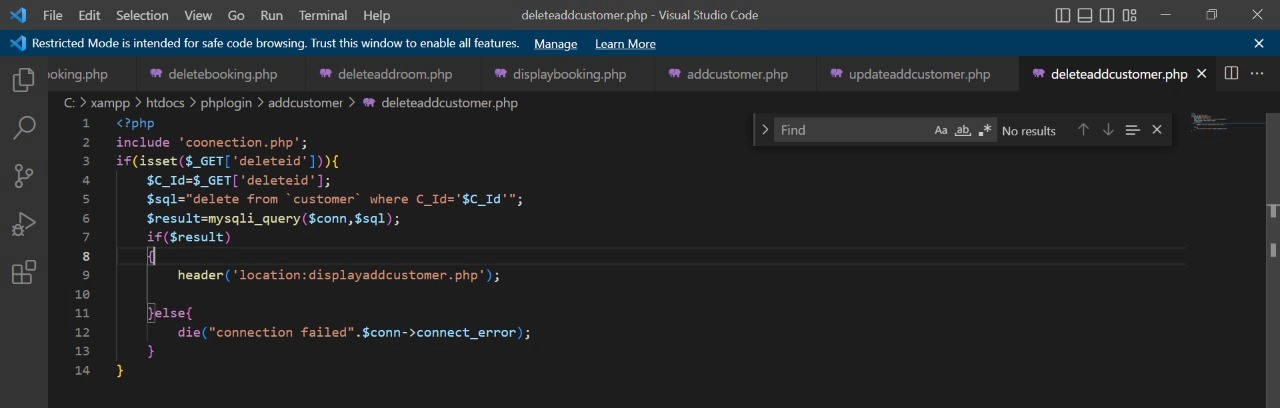 File Edit Selection View Go Run Terminal Help deleteaddcustomer.php - Visual Studio Code
Restricted Mode is intended for safe code browsing. Trust this window to enable all features. Manage Learn More
ooking.php deletebooking.php deleteaddroom.php displaybooking.php addcustomer.php updateaddcustomer.php deleteaddcustomer.php
C: > xampp > htdocs > phplogin > addcustomer > deleteaddcustomer.php
Find Aa ab .* No results
1 <?php
2 include 'coonection.php';
3 if(isset($_GET['deleteid'])){
4 $C_Id=$_GET['deleteid'];
5 $sql="delete from `customer` where C_Id='$C_Id'";
6 $result=mysqli_query($conn,$sql);
7 if($result)
8 {
9 header('location:displayaddcustomer.php');
10
11 }else{
12 die("connection failed".$conn->connect_error);
13 }
14 }